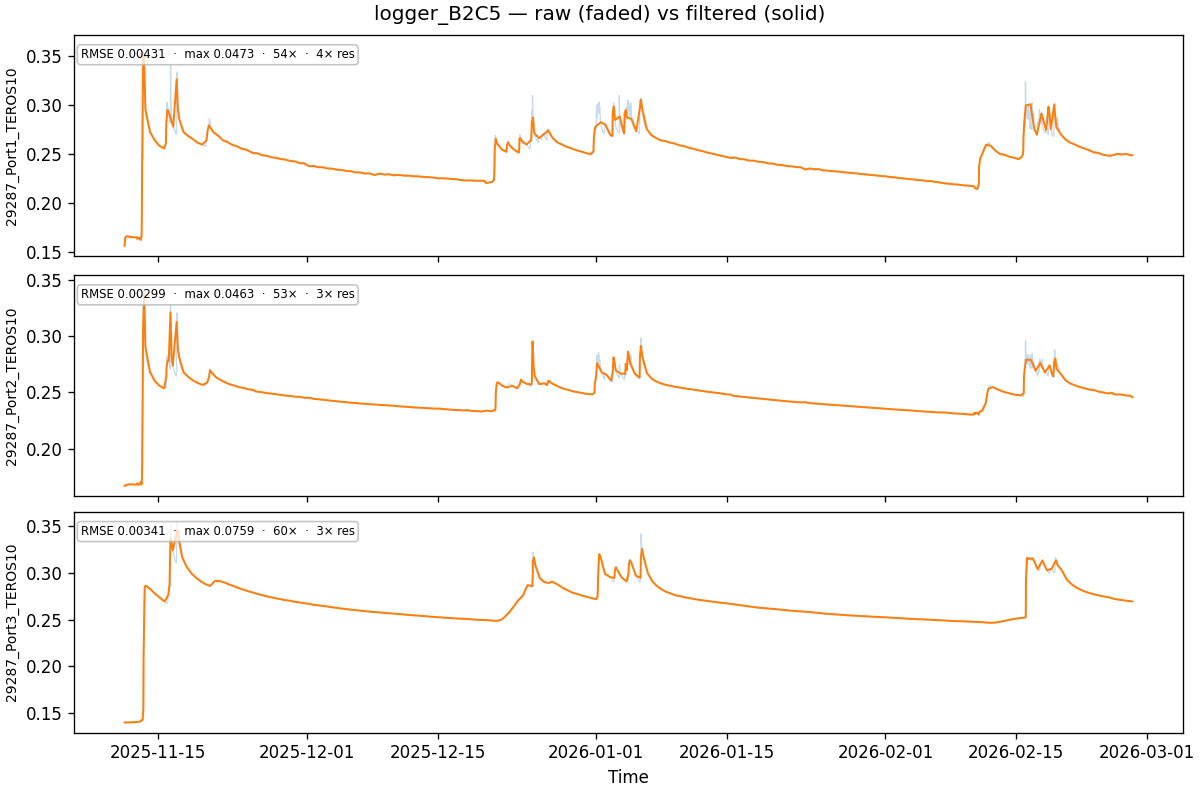 logger_B2C5 — raw (faded) vs filtered (solid)
29287_Port1_TEROS10
0.35
0.30
0.25
0.20
0.15
RMSE 0.00431 · max 0.0473 · 54× · 4× res
29287_Port2_TEROS10
0.35
0.30
0.25
0.20
RMSE 0.00299 · max 0.0463 · 53× · 3× res
29287_Port3_TEROS10
0.35
0.30
0.25
0.20
0.15
RMSE 0.00341 · max 0.0759 · 60× · 3× res
2025-11-15 2025-12-01 2025-12-15 2026-01-01 2026-01-15 2026-02-01 2026-02-15 2026-03-01
Time